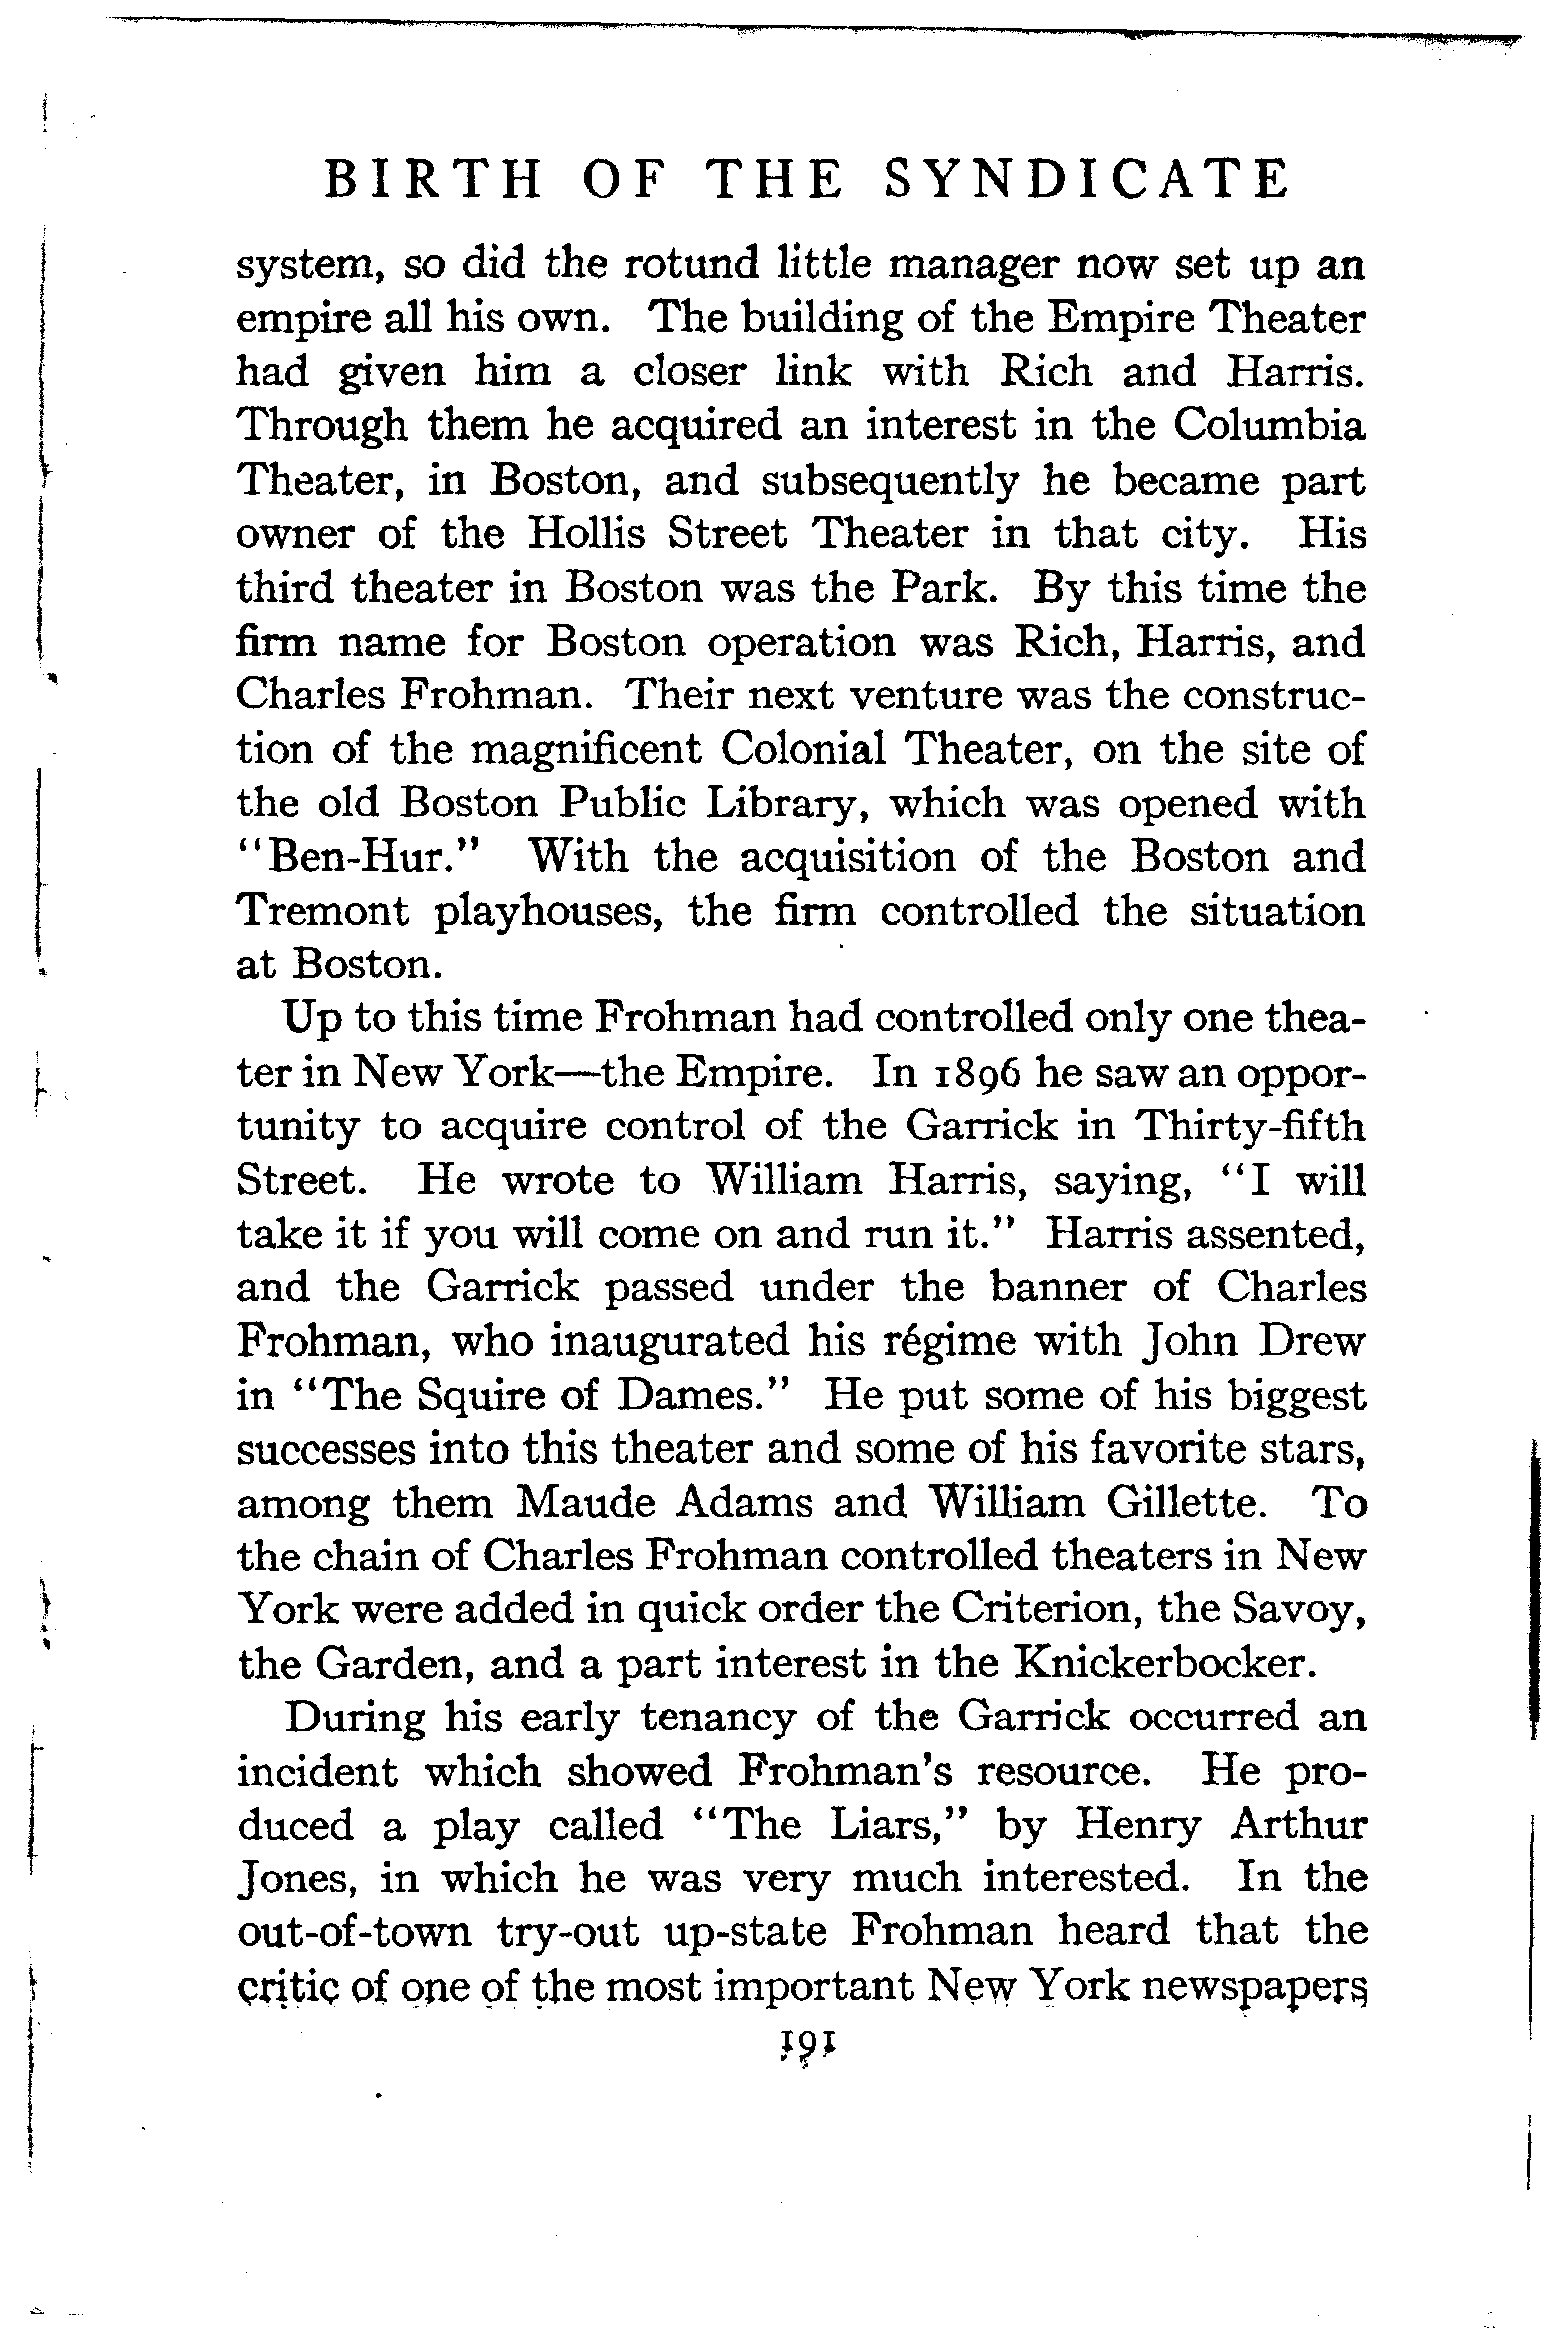 BIRTH OF THE SYNDICATE
system, so did the rotund little manager now set up an
empire all his own. The building of the Empire Theater
had given him a closer link with Rich and Harris.
Through them he acquired an interest in the Columbia
Theater, in Boston, and subsequently he became part
owner of the Hollis Street Theater in that city. His
third theater in Boston was the Park. By this time the
firm name for Boston operation was Rich, Harris, and
Charles Frohman. Their next venture was the construc-
tion of the magnificent Colonial Theater, on the site of
the old Boston Public Library, which was opened with
"Ben-Hur." With the acquisition of the Boston and
Tremont playhouses, the firm controlled the situation
at Boston.
Up to this time Frohman had controlled only one thea-
ter in New York—the Empire. In 1896 he saw an oppor-
tunity to acquire control of the Garrick in Thirty-fifth
Street. He wrote to William Harris, saying, "I will
take it if you will come on and run it." Harris assented,
and the Garrick passed under the banner of Charles
Frohman, who inaugurated his régime with John Drew
in "The Squire of Dames." He put some of his biggest
successes into this theater and some of his favorite stars,
among them Maude Adams and William Gillette. To
the chain of Charles Frohman controlled theaters in New
York were added in quick order the Criterion, the Savoy,
the Garden, and a part interest in the Knickerbocker.
During his early tenancy of the Garrick occurred an
incident which showed Frohman's resource. He pro-
duced a play called "The Liars," by Henry Arthur
Jones, in which he was very much interested. In the
out-of-town try-out up-state Frohman heard that the
critic of one of the most important New York newspapers
191